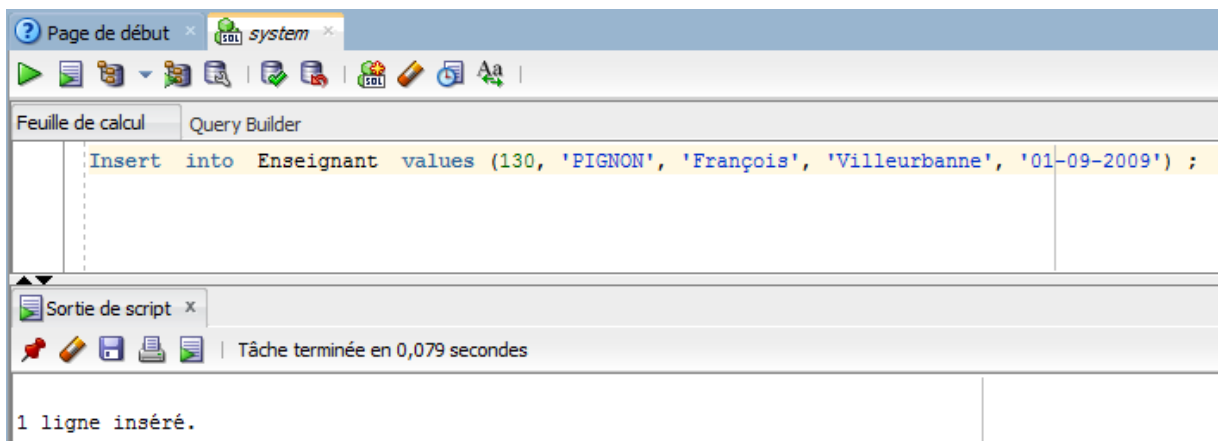 Page de début
system
Feuille de calcul
Query Builder
Insert into Enseignant values (130, 'PIGNON', 'François', 'Villeurbanne', '01-09-2009') ;
Sortie de script
Tâche terminée en 0,079 secondes
1 ligne inséré.